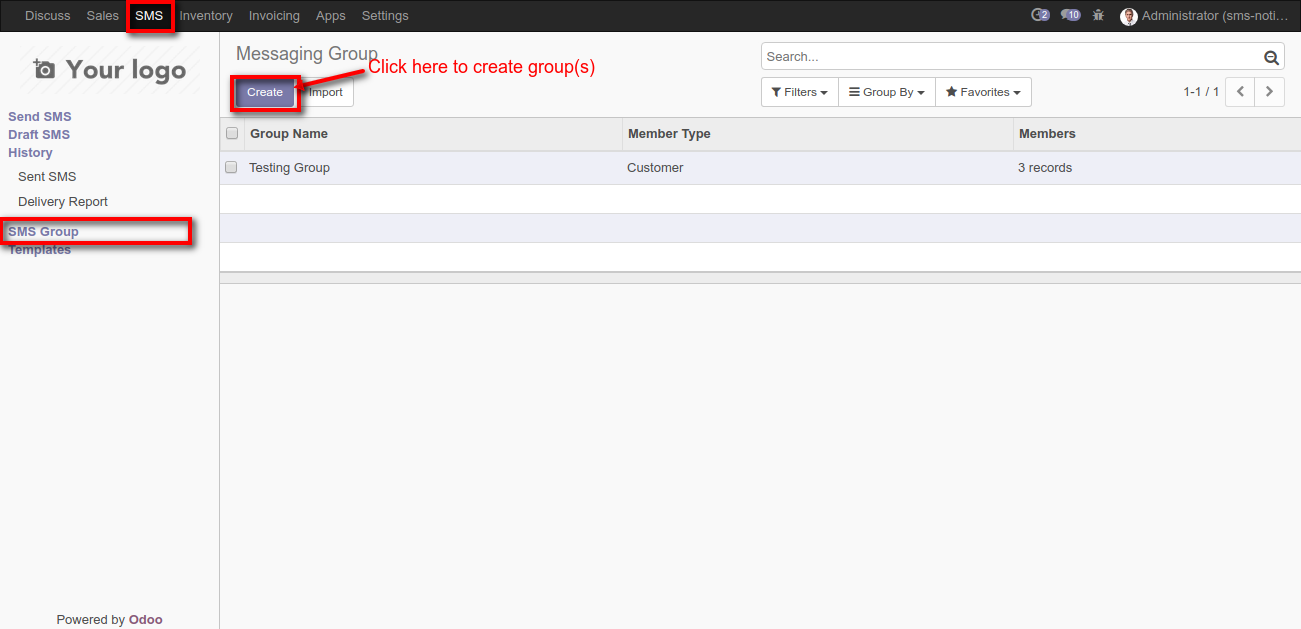 Discuss Sales SMS Inventory Invoicing Apps Settings 2 10 Administrator (sms-noti...
Your logo
Send SMS
Draft SMS
History
Sent SMS
Delivery Report
SMS Group
Templates
Powered by Odoo
Messaging Group
Click here to create group(s)
Create Import
Search...
Filters Group By Favorites 1-1 / 1
Group Name Member Type Members
Testing Group Customer 3 records